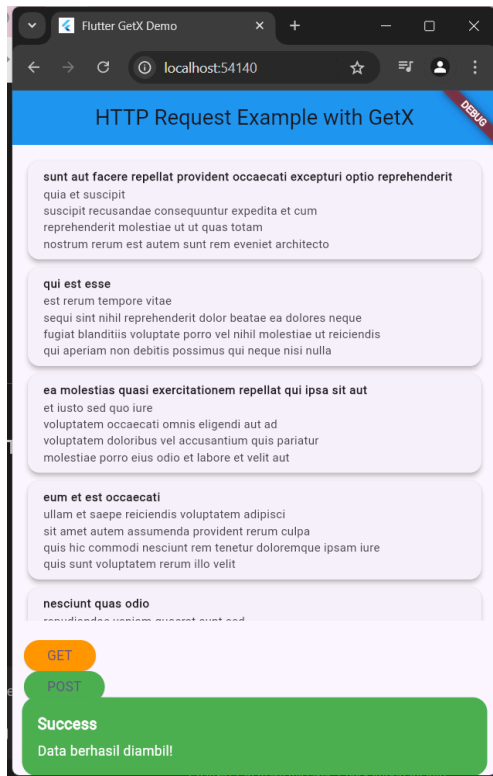 Flutter GetX Demo
localhost:54140
HTTP Request Example with GetX
DEBUG
sunt aut facere repellat provident occaecati excepturi optio reprehenderit
quia et suscipit
suscipit recusandae consequuntur expedita et cum
reprehenderit molestiae ut ut quas totam
nostrum rerum est autem sunt rem eveniet architecto
qui est esse
est rerum tempore vitae
sequi sint nihil reprehenderit dolor beatae ea dolores neque
fugiat blanditiis voluptate porro vel nihil molestiae ut reiciendis
qui aperiam non debitis possimus qui neque nisi nulla
ea molestias quasi exercitationem repellat qui ipsa sit aut
et iusto sed quo iure
voluptatem occaecati omnis eligendi aut ad
voluptatem doloribus vel accusantium quis pariatur
molestiae porro eius odio et labore et velit aut
eum et est occaecati
ullam et saepe reiciendis voluptatem adipisci
sit amet autem assumenda provident rerum culpa
quis hic commodi nesciunt rem tenetur doloremque ipsam iure
quis sunt voluptatem rerum illo velit
nesciunt quas odio
GET
POST
Success
Data berhasil diambil!